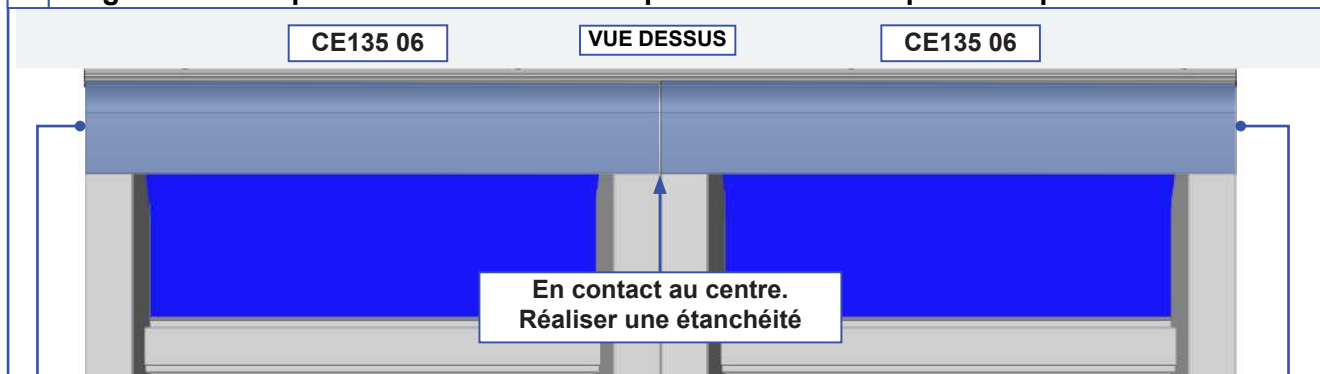 CE135 06
VUE DESSUS
CE135 06
En contact au centre.
Réaliser une étanchéité